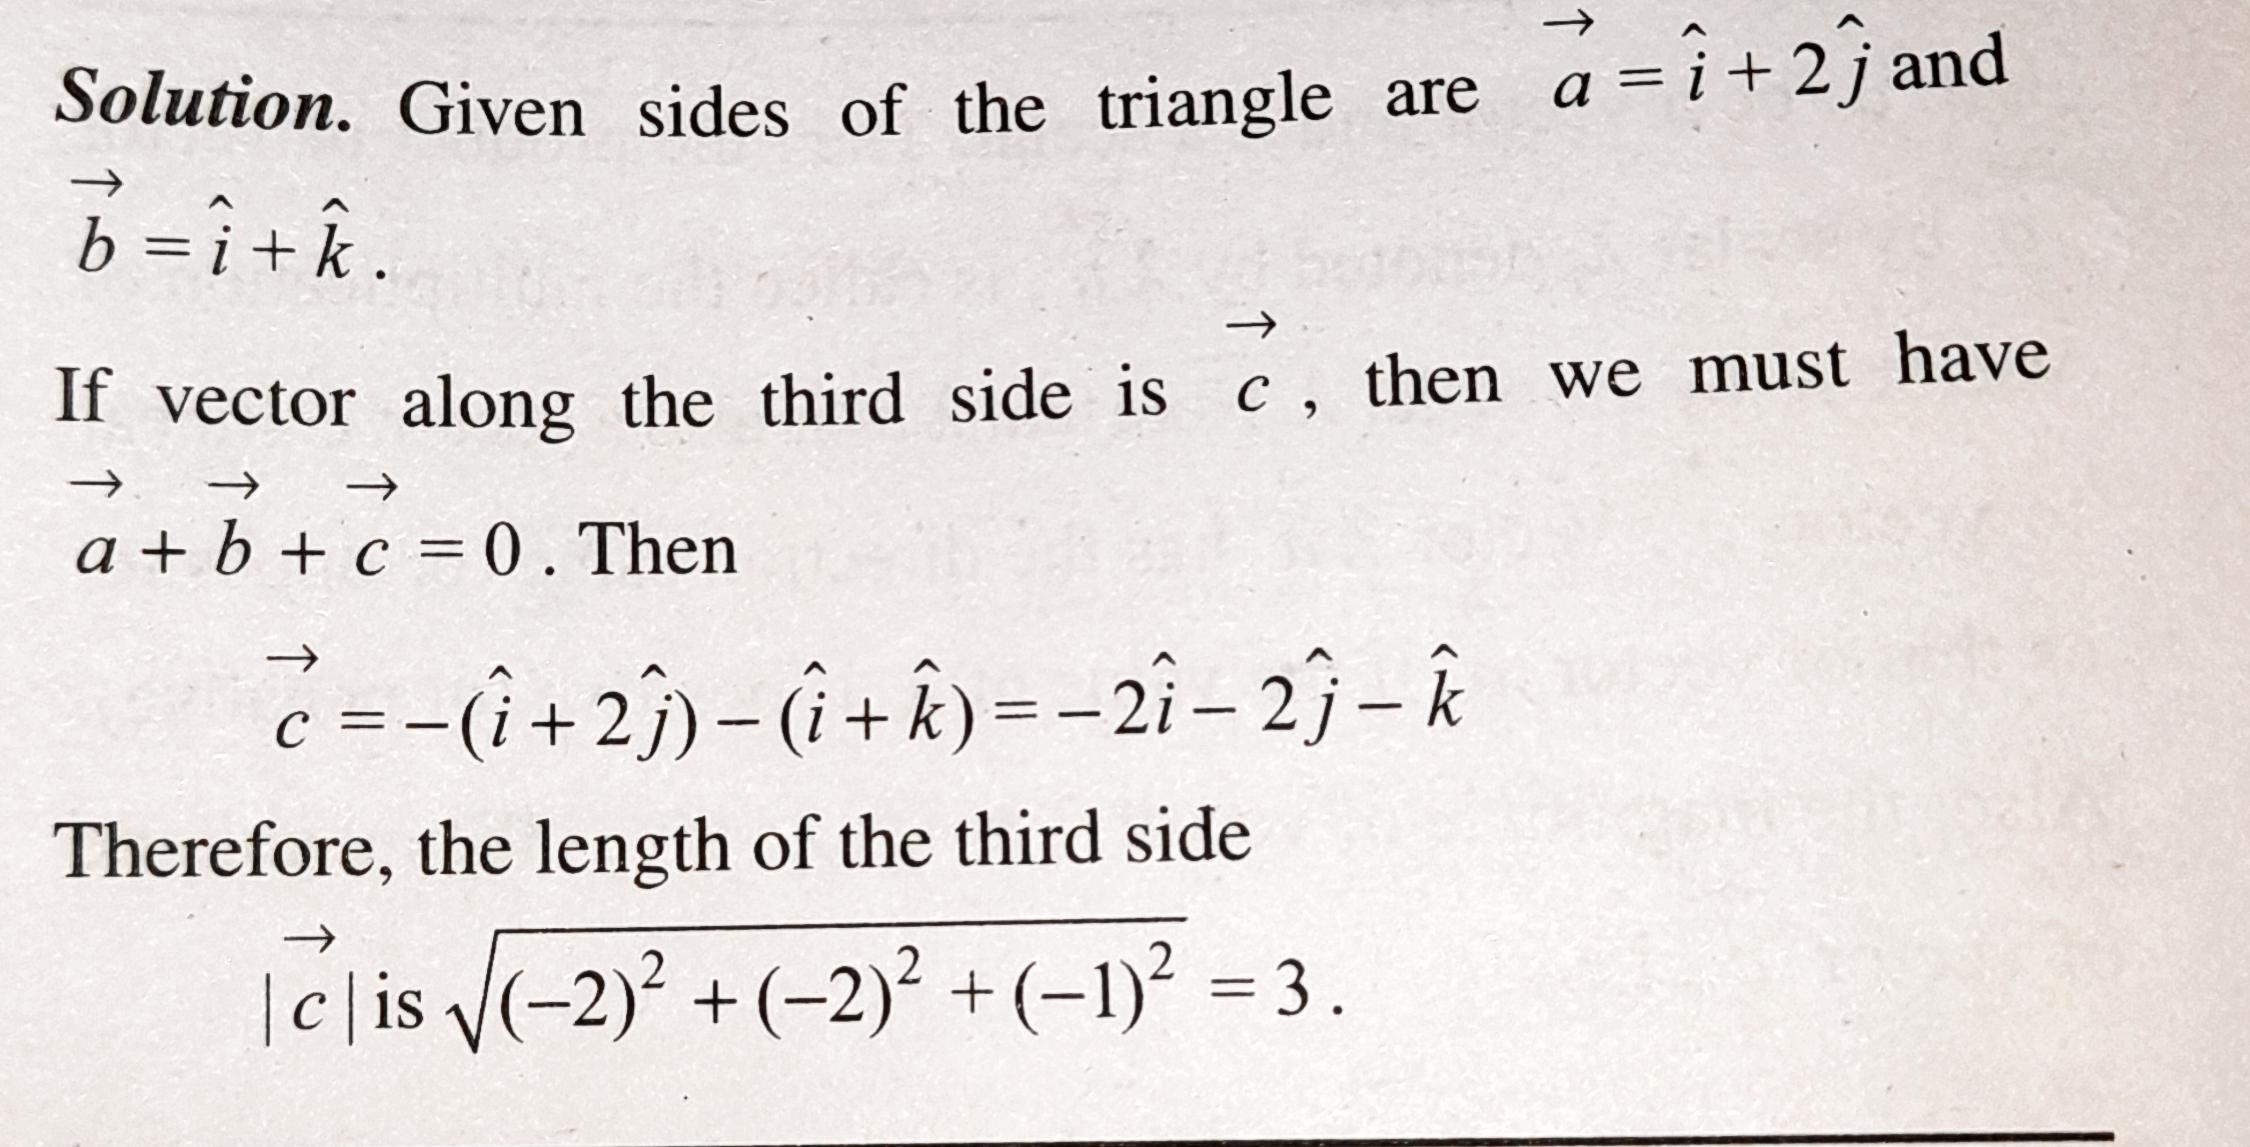 Solution. Given sides of the triangle are $\vec{a} = \hat{i} + 2\hat{j}$ and
$\vec{b} = \hat{i} + \hat{k}$.
If vector along the third side is $\vec{c}$, then we must have
$\vec{a} + \vec{b} + \vec{c} = 0$. Then
$\vec{c} = -(\hat{i} + 2\hat{j}) - (\hat{i} + \hat{k}) = -2\hat{i} - 2\hat{j} - \hat{k}$
Therefore, the length of the third side
$|\vec{c}|$ is $\sqrt{(-2)^2 + (-2)^2 + (-1)^2} = 3$.